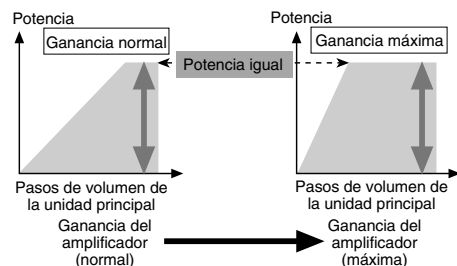 Potencia
Ganancia normal
Potencia igual
Pasos de volumen de
la unidad principal
Ganancia del
amplificador
(normal)
Potencia
Ganancia máxima
Pasos de volumen de
la unidad principal
Ganancia del
amplificador
(máxima)